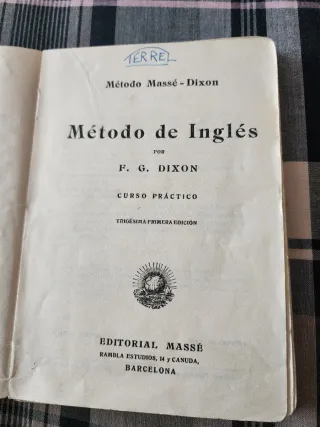 TERREL
Método Massé - Dixon
Método de Inglés
POR
F. G. DIXON
CURSO PRÁCTICO
TRIGÉSIMA PRIMERA EDICIÓN
EDITORIAL MASSÉ
RAMBLA ESTUDIOS, 14 y CANUDA,
BARCELONA